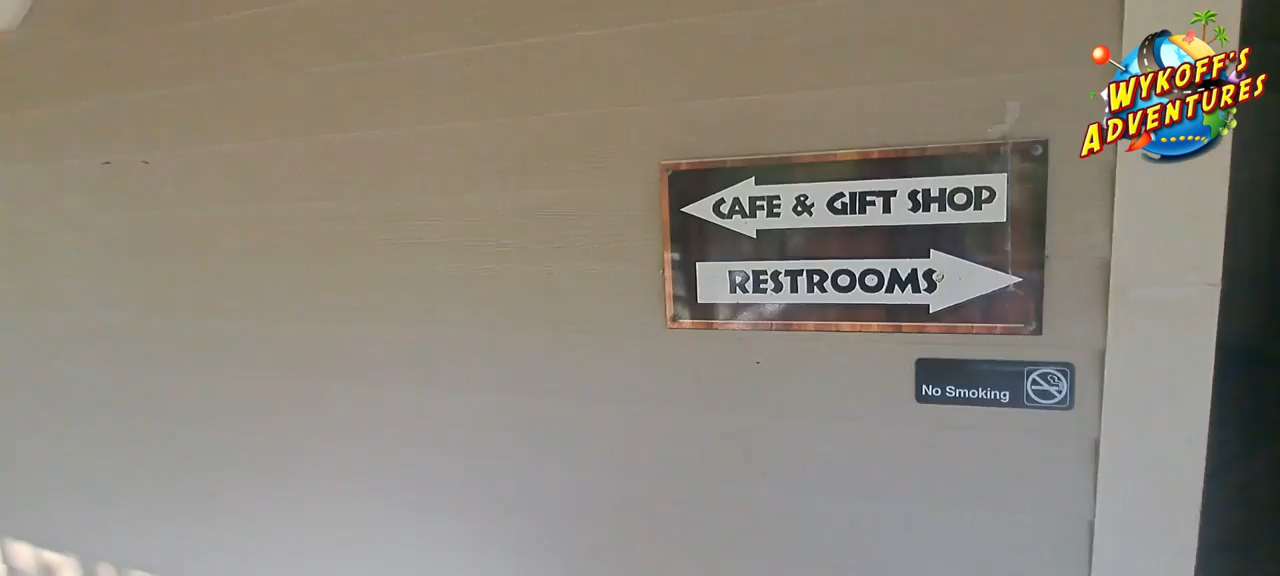 WYKOFF'S
ADVENTURES
CAFE & GIFT SHOP
RESTROOMS
No Smoking